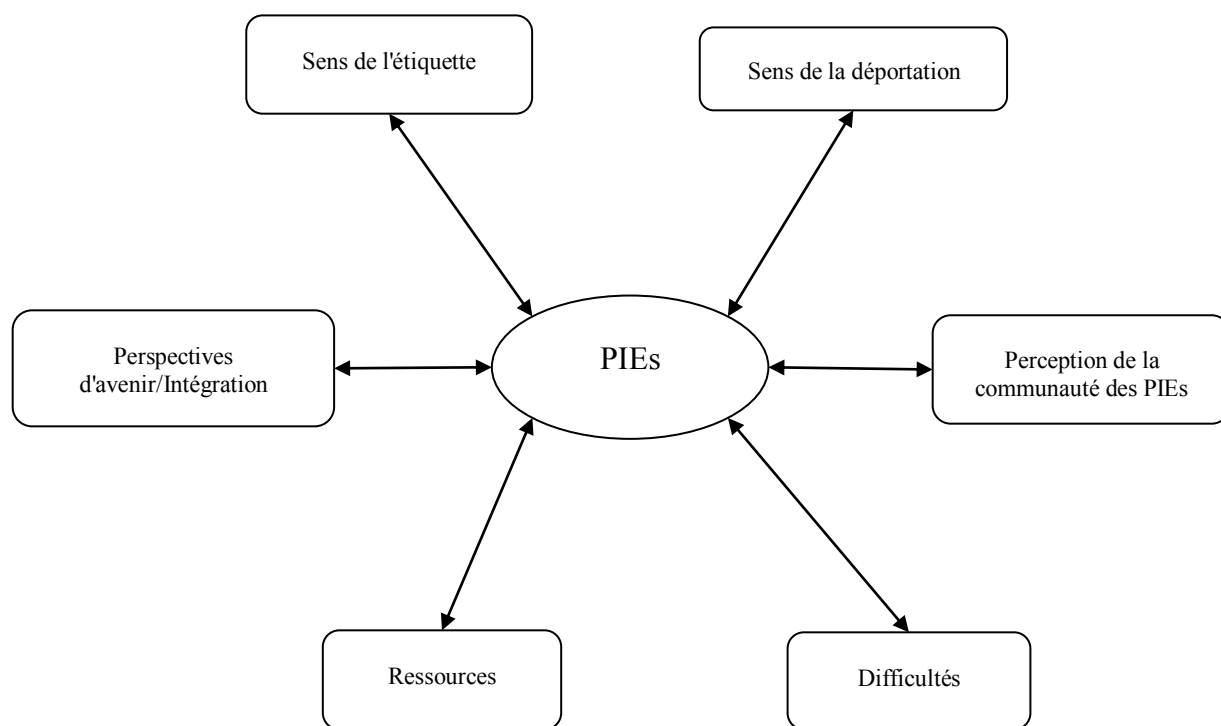 Sens de l'étiquette
Sens de la déportation
PIEs
Perspectives
d'avenir/Intégration
Perception de la
communauté des PIEs
Ressources
Difficultés